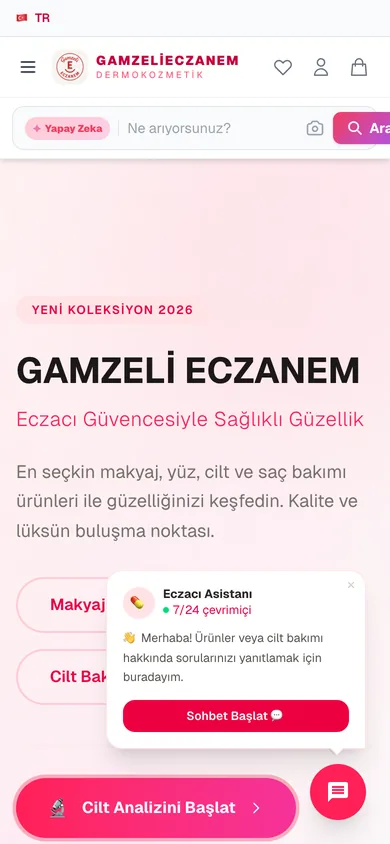 TR
GAMZELİECZANEM
DERMOKOZMETİK
Yapay Zeka
Ne arıyorsunuz?
YENİ KOLEKSİYON 2026
GAMZELİ ECZANEM
Eczacı Güvencesiyle Sağlıklı Güzellik
En seçkin makyaj, yüz, cilt ve saç bakımı
ürünleri ile güzelliğinizi keşfedin. Kalite ve
lüksün buluşma noktası.
Makyaj
Cilt Bak
Eczacı Asistanı
7/24 çevrimiçi
👋 Merhaba! Ürünler veya cilt bakımı
hakkında sorularınızı yanıtlamak için
buradayım.
Sohbet Başlat 💬
Cilt Analizini Başlat